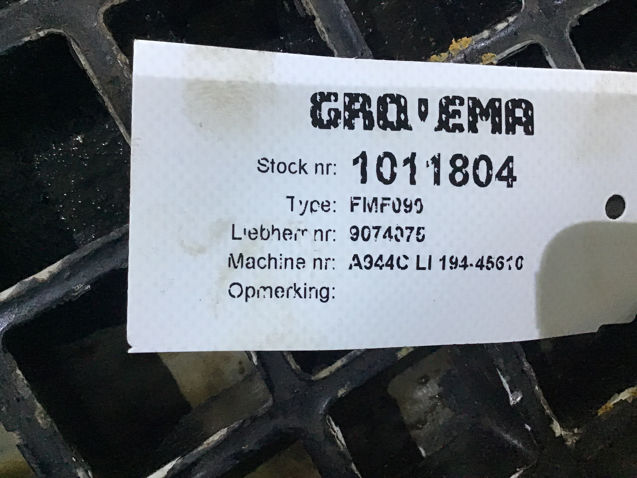 GRO'EMA
Stock nr: 1011804
Type: FMF090
Liebherr nr: 9074075
Machine nr: A944C LI 194-45610
Opmerking: